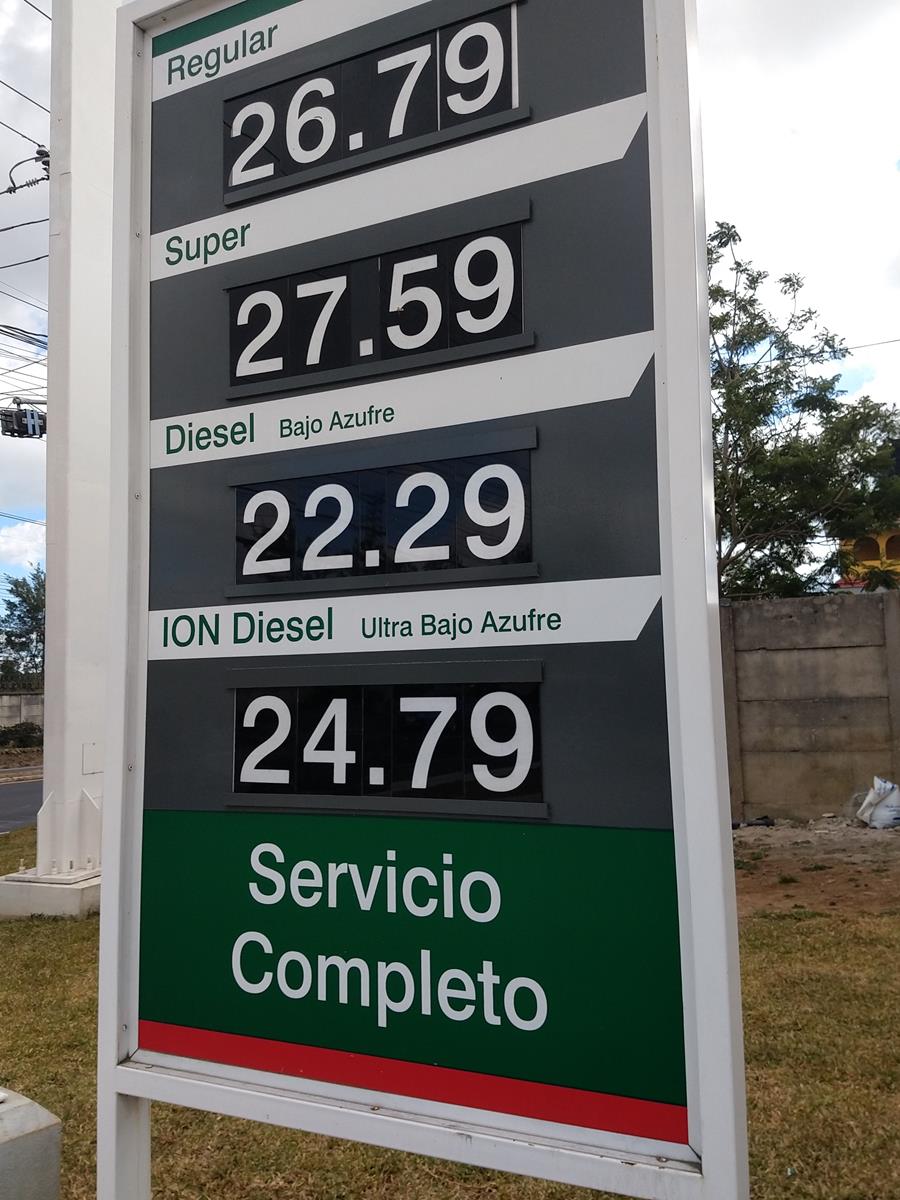 Regular
26.79
Super
27.59
Diesel Bajo Azufre
22.29
ION Diesel Ultra Bajo Azufre
24.79
Servicio
Completo